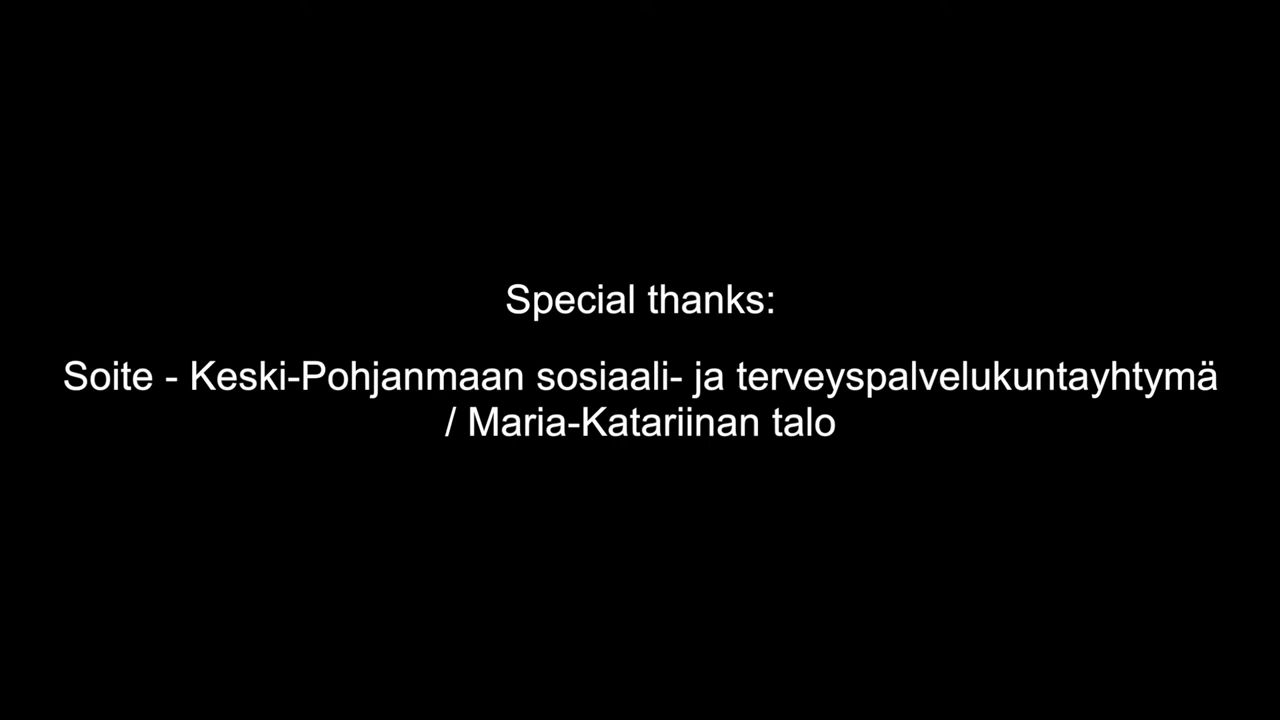 Special thanks:
Soite - Keski-Pohjanmaan sosiaali- ja terveyspalvelukuntayhtymä
/ Maria-Katariinan talo